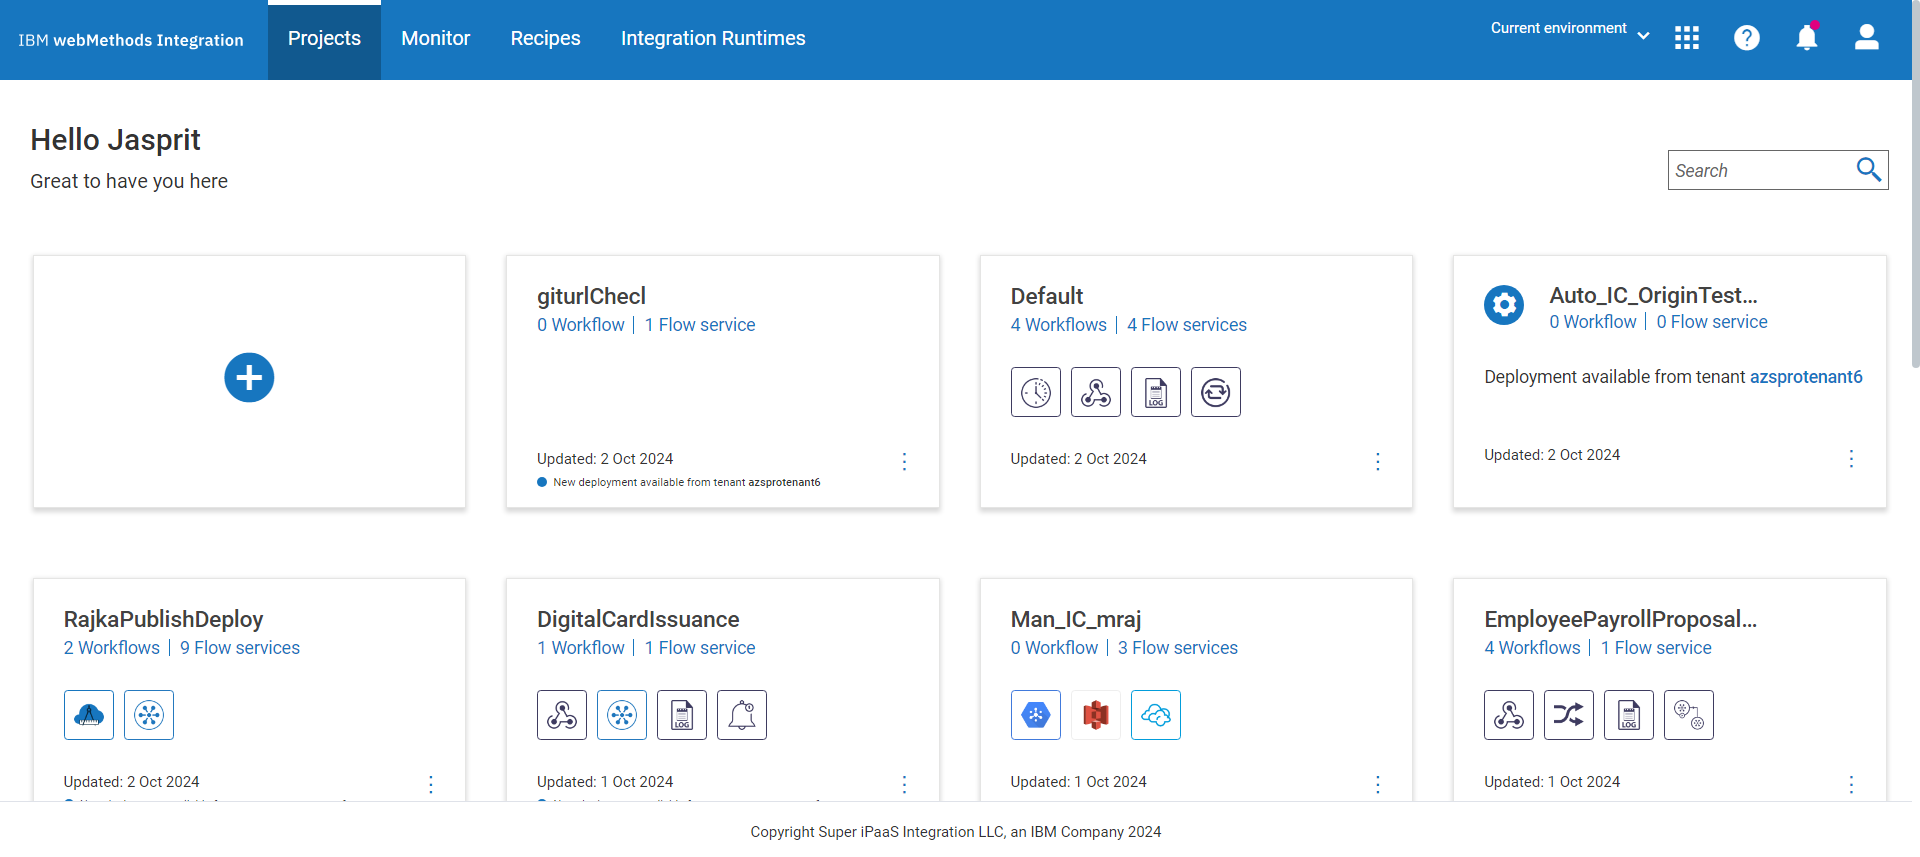 IBM webMethods Integration
Projects
Monitor
Recipes
Integration Runtimes
Current environment
Hello Jasprit
Great to have you here
Search
giturlChecl
0 Workflow | 1 Flow service
Updated: 2 Oct 2024
New deployment available from tenant azsprotenant6
Default
4 Workflows | 4 Flow services
LOG
Updated: 2 Oct 2024
Auto_IC_OriginTest...
0 Workflow | 0 Flow service
Deployment available from tenant azsprotenant6
Updated: 2 Oct 2024
RajkaPublishDeploy
2 Workflows | 9 Flow services
Updated: 2 Oct 2024
DigitalCardIssuance
1 Workflow | 1 Flow service
LOG
Updated: 1 Oct 2024
Man_IC_mraj
0 Workflow | 3 Flow services
Updated: 1 Oct 2024
EmployeePayrollProposal...
4 Workflows | 1 Flow service
LOG
Updated: 1 Oct 2024
Copyright Super iPaaS Integration LLC, an IBM Company 2024